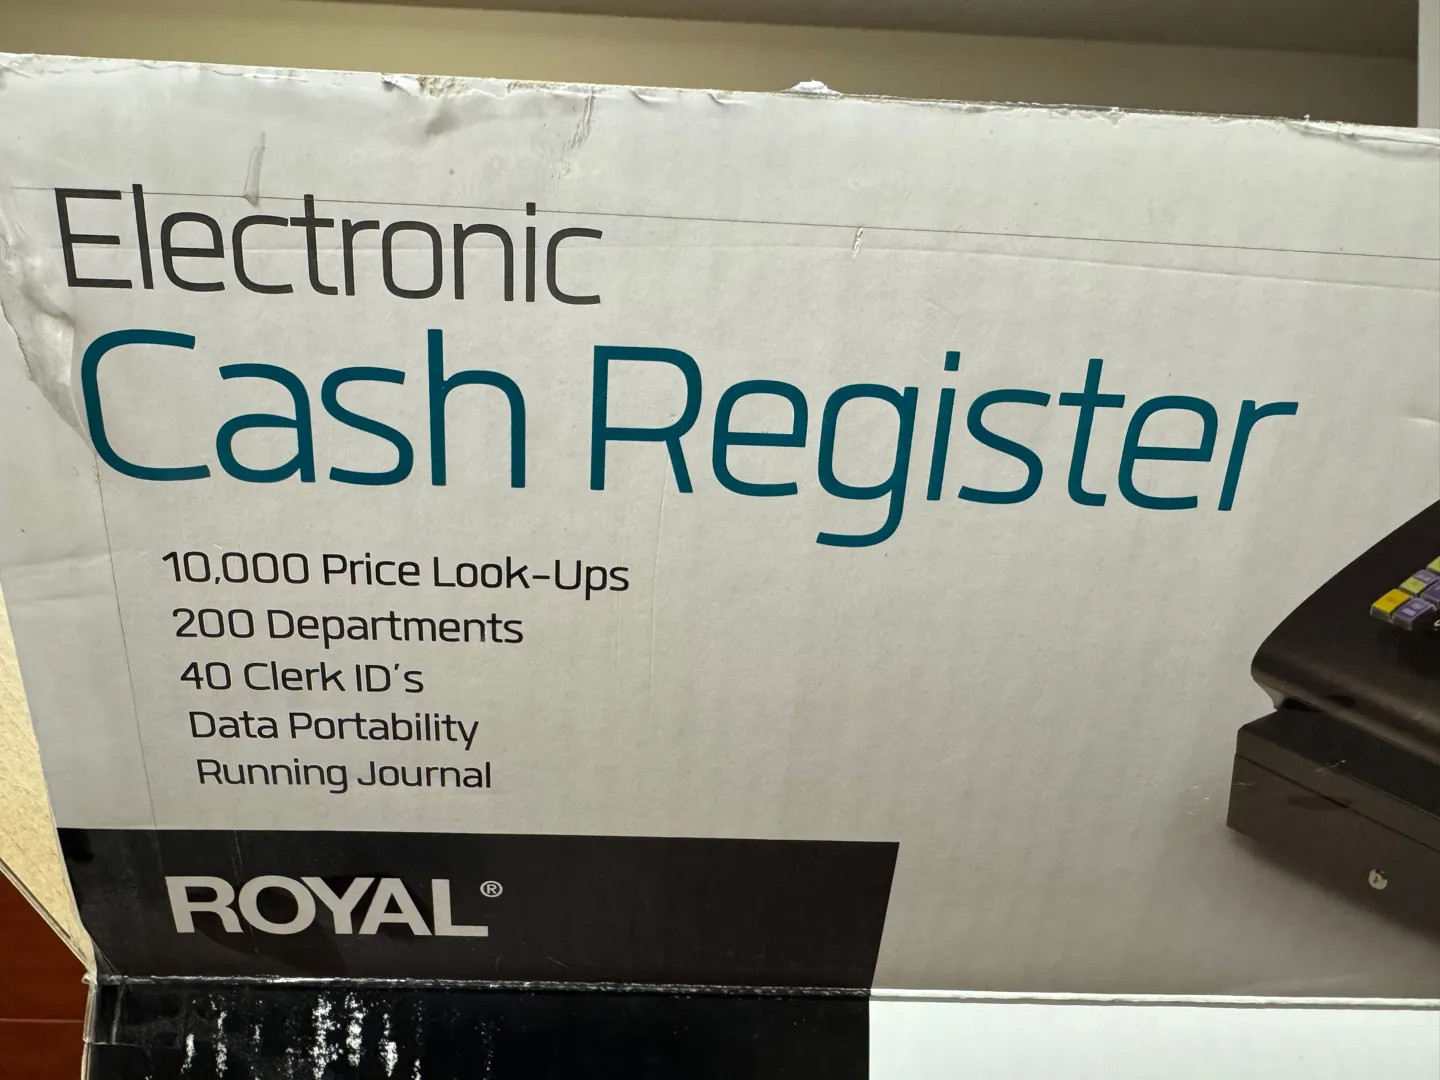 Electronic
Cash Register
10,000 Price Look-Ups
200 Departments
40 Clerk ID's
Data Portability
Running Journal
ROYAL®